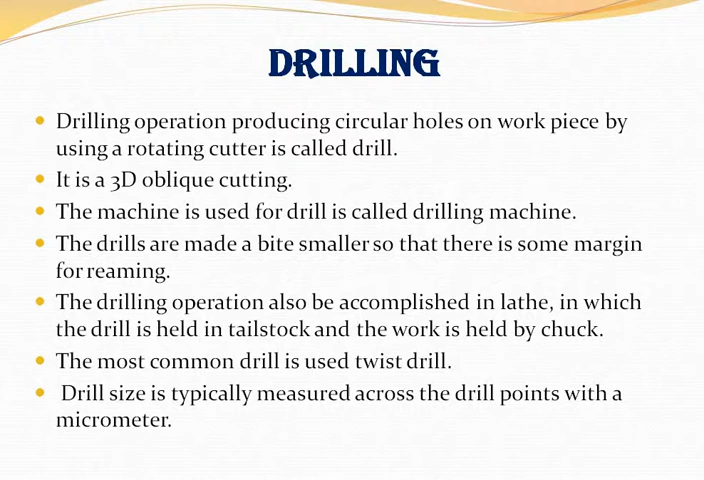 DRILLING
• Drilling operation producing circular holes on work piece by
using a rotating cutter is called drill.
• It is a 3D oblique cutting.
• The machine is used for drill is called drilling machine.
• The drills are made a bite smaller so that there is some margin
for reaming.
• The drilling operation also be accomplished in lathe, in which
the drill is held in tailstock and the work is held by chuck.
• The most common drill is used twist drill.
• Drill size is typically measured across the drill points with a
micrometer.